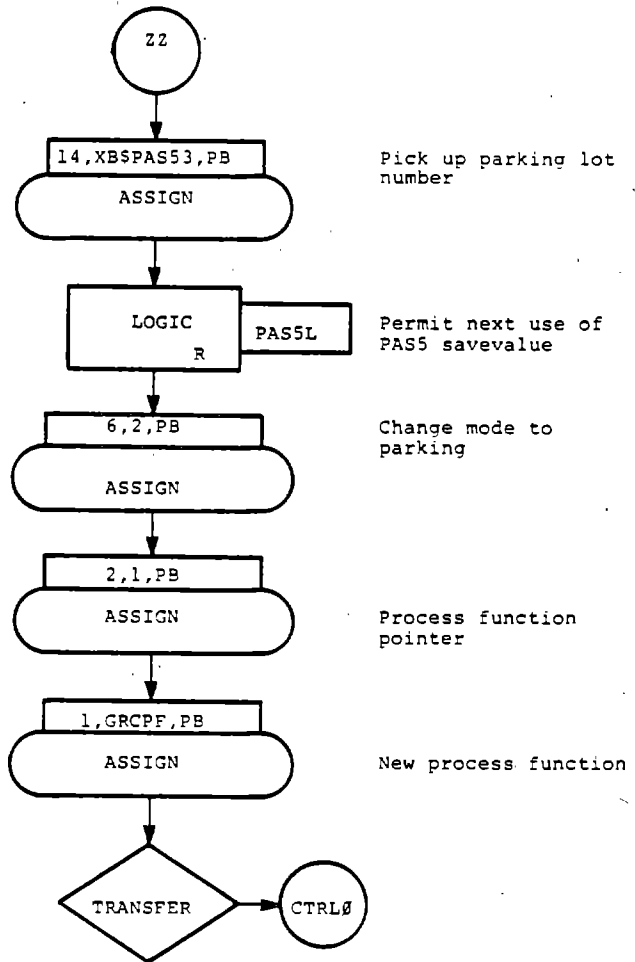 ZZ
14,XB$PAS53,PB
ASSIGN
Pick up parking lot
number
LOGIC
R
PAS5L
Permit next use of
PAS5 savevalue
6,2,PB
ASSIGN
Change mode to
parking
2,1,PB
ASSIGN
Process function
pointer
1,GRCPF,PB
ASSIGN
New process function
TRANSFER
CTRLØ